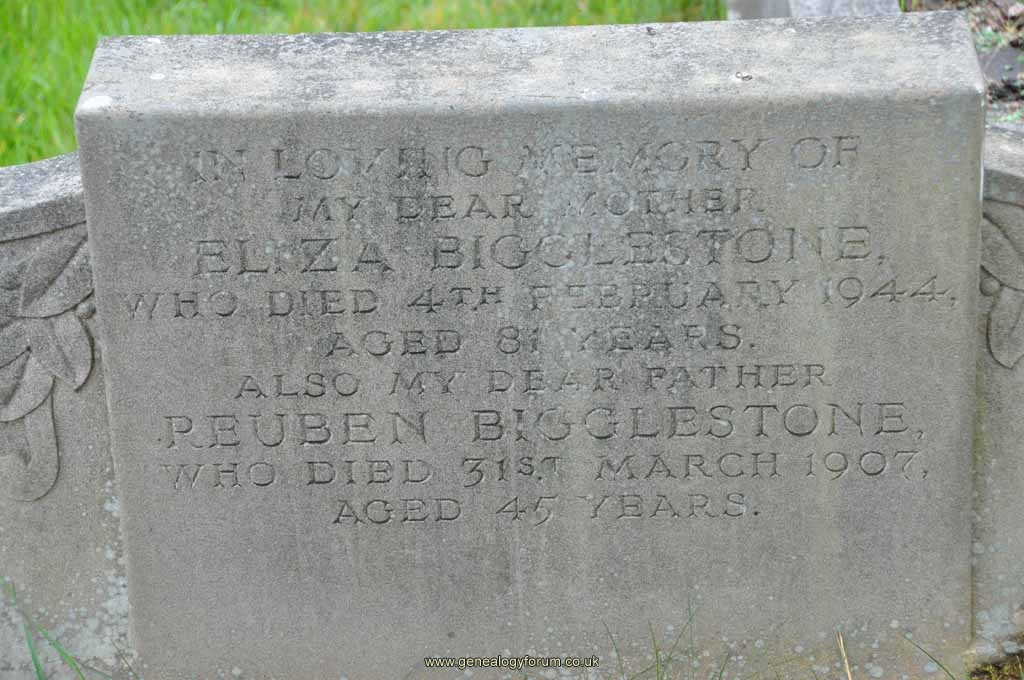 IN LOVING MEMORY OF
MY DEAR MOTHER
ELIZA BIGGLESTONE,
WHO DIED 4TH FEBRUARY 1944,
AGED 81 YEARS.
ALSO MY DEAR FATHER
REUBEN BIGGLESTONE,
WHO DIED 31ST MARCH 1907,
AGED 45 YEARS.
www.genealogyforum.co.uk